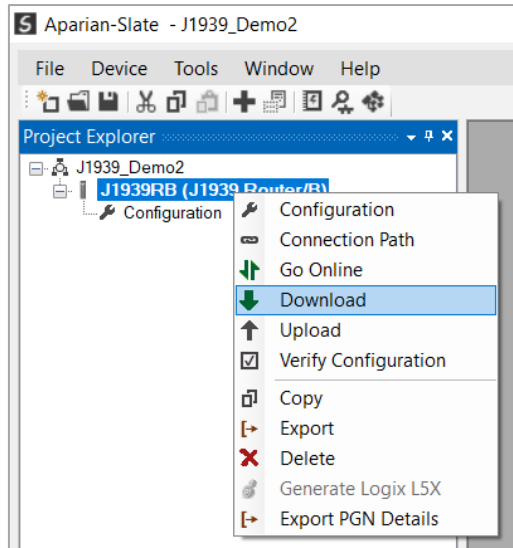 S Aparian-Slate - J1939_Demo2
File Device Tools Window Help
Project Explorer
J1939_Demo2
J1939RB (J1939 Router/B)
Configuration
Configuration
Connection Path
Go Online
Download
Upload
Verify Configuration
Copy
Export
Delete
Generate Logix L5X
Export PGN Details